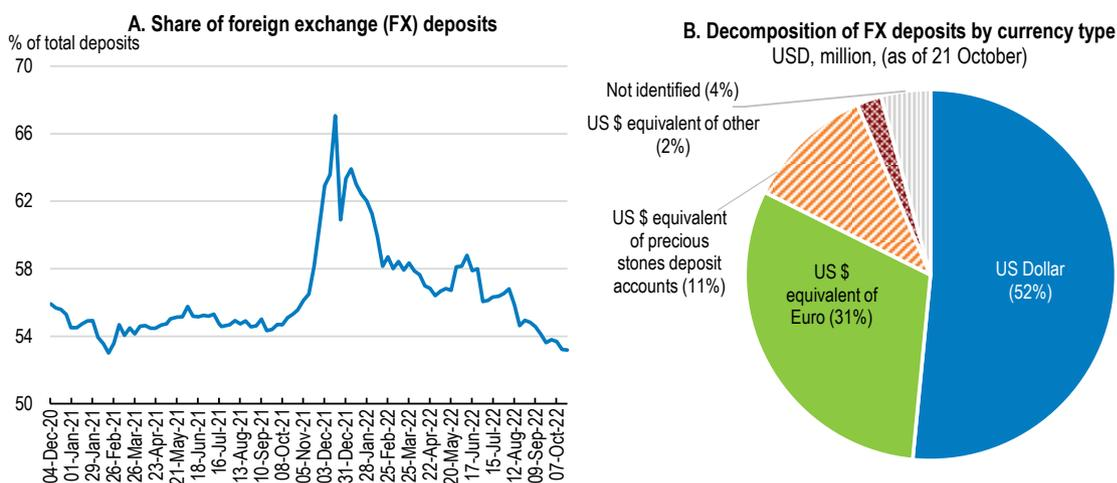 A. Share of foreign exchange (FX) deposits
% of total deposits
70
66
62
58
54
50
04-Dec-20
01-Jan-21
29-Jan-21
26-Feb-21
26-Mar-21
23-Apr-21
21-May-21
18-Jun-21
16-Jul-21
13-Aug-21
10-Sep-21
08-Oct-21
05-Nov-21
03-Dec-21
31-Dec-21
28-Jan-22
25-Feb-22
25-Mar-22
22-Apr-22
20-May-22
17-Jun-22
15-Jul-22
12-Aug-22
09-Sep-22
07-Oct-22
B. Decomposition of FX deposits by currency type
USD, million, (as of 21 October)
Not identified (4%)
US $ equivalent of other
(2%)
US $ equivalent
of precious
stones deposit
accounts (11%)
US $
equivalent of
Euro (31%)
US Dollar
(52%)